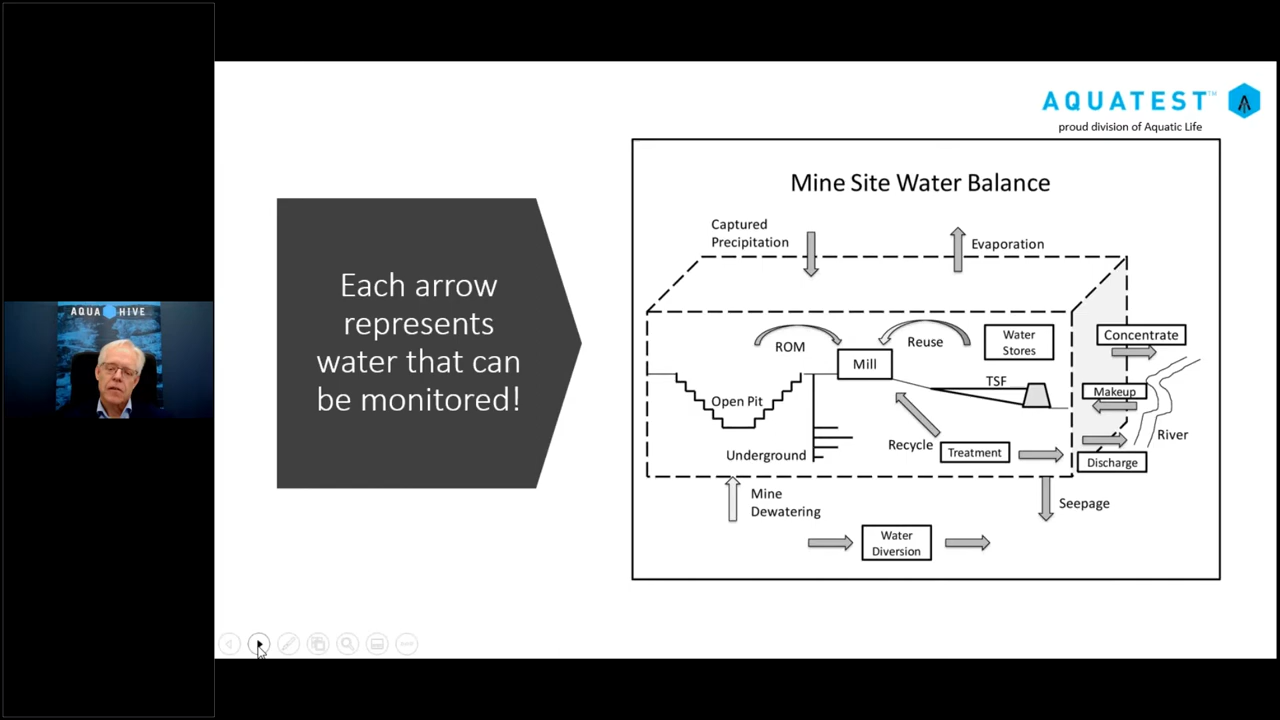 AQUA HIVE
AQUATEST™
proud division of Aquatic Life
Each arrow
represents
water that can
be monitored!
Mine Site Water Balance
Captured
Precipitation
Evaporation
ROM
Reuse
Water
Stores
Concentrate
Mill
TSF
Makeup
Open Pit
River
Recycle
Treatment
Underground
Discharge
Mine
Dewatering
Seepage
Water
Diversion